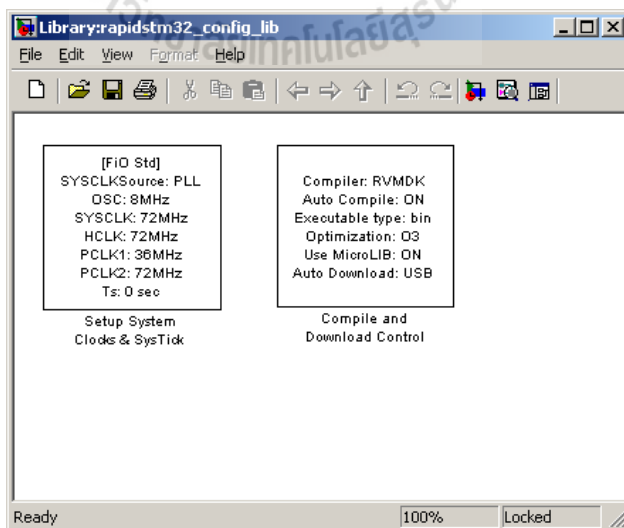 Library:rapidstm32_config_lib
File Edit View Format Help
[FiO Std]
SYSCLKSource: PLL
OSC: 8MHz
SYSCLK: 72MHz
HCLK: 72MHz
PCLK1: 36MHz
PCLK2: 72MHz
Ts: 0 sec
Setup System
Clocks & SysTick
Compiler: RVMDK
Auto Compile: ON
Executable type: bin
Optimization: O3
Use MicroLIB: ON
Auto Download: USB
Compile and
Download Control
Ready 100% Locked